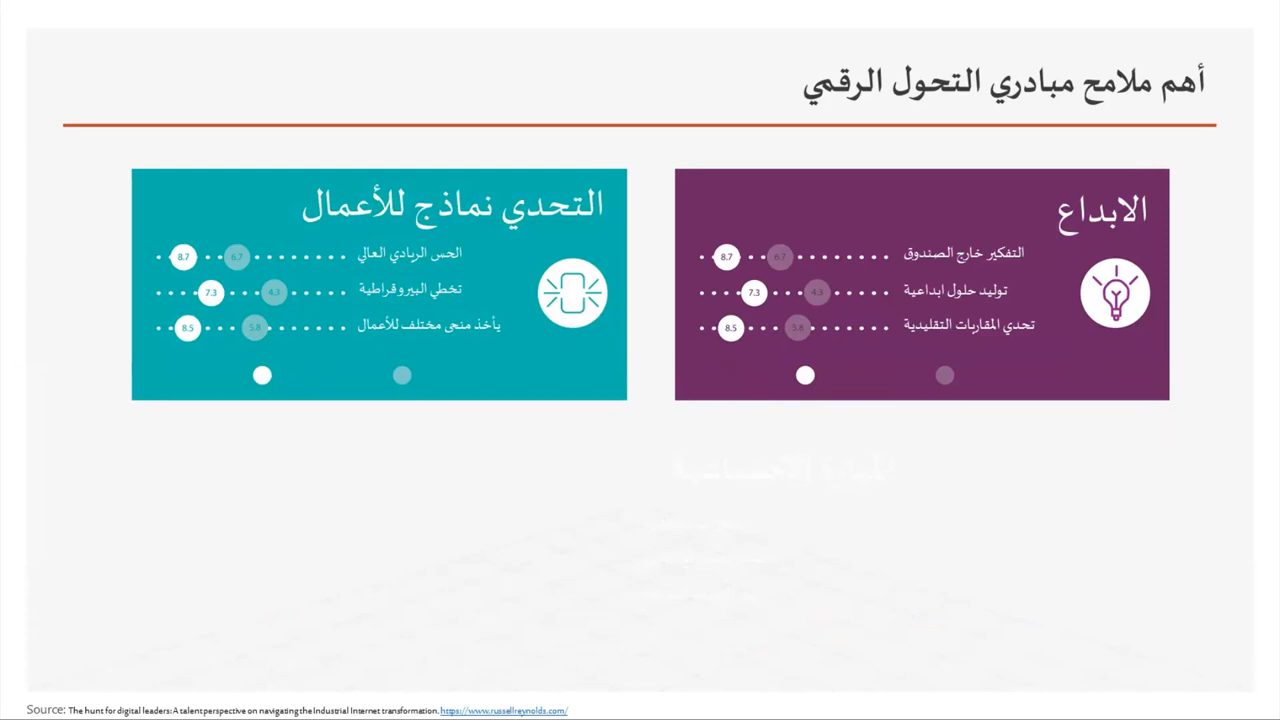 أهم ملامح مبادري التحول الرقمي
الابداع
التفكير خارج الصندوق
6.7
8.7
توليد حلول ابداعية
4.3
7.3
تحدي المقاربات التقليدية
5.8
8.5
التحدي نماذج للأعمال
الحس الريادي العالي
6.7
8.7
تخطي البيروقراطية
4.3
7.3
يأخذ منحى مختلف للأعمال
5.8
8.5
Source: The hunt for digital leaders: A talent perspective on navigating the Industrial Internet transformation. https://www.russellreynolds.com/